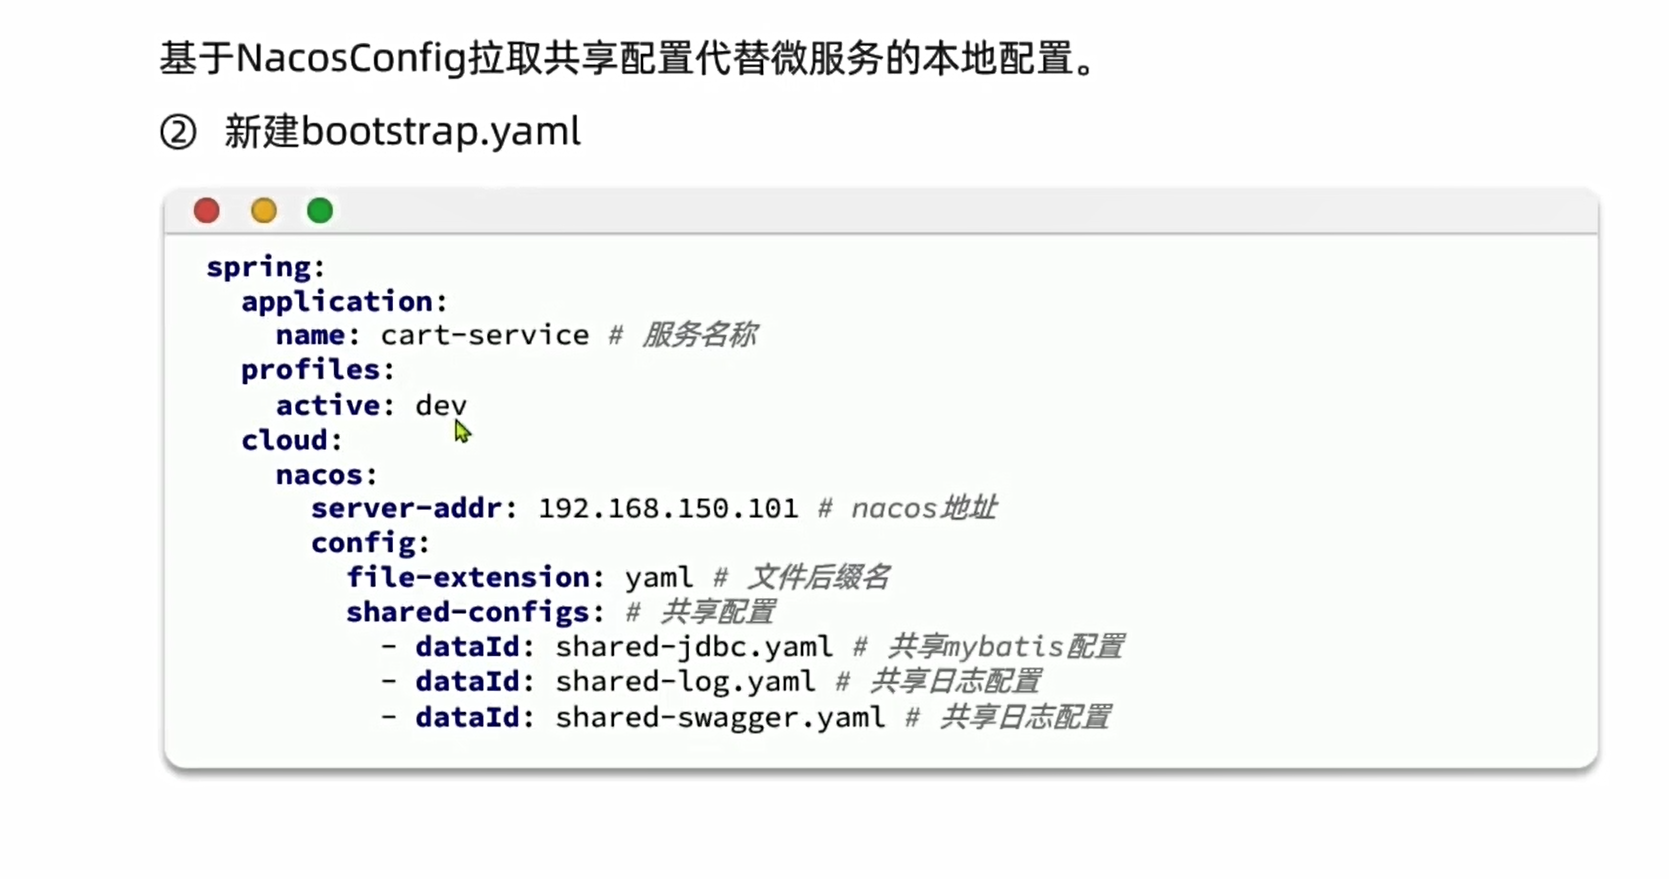 基于NacosConfig拉取共享配置代替微服务的本地配置。
② 新建bootstrap.yaml
spring:
  application:
    name: cart-service # 服务名称
  profiles:
    active: dev
  cloud:
    nacos:
      server-addr: 192.168.150.101 # nacos地址
      config:
        file-extension: yaml # 文件后缀名
        shared-configs: # 共享配置
          - dataId: shared-jdbc.yaml # 共享mybatis配置
          - dataId: shared-log.yaml # 共享日志配置
          - dataId: shared-swagger.yaml # 共享日志配置